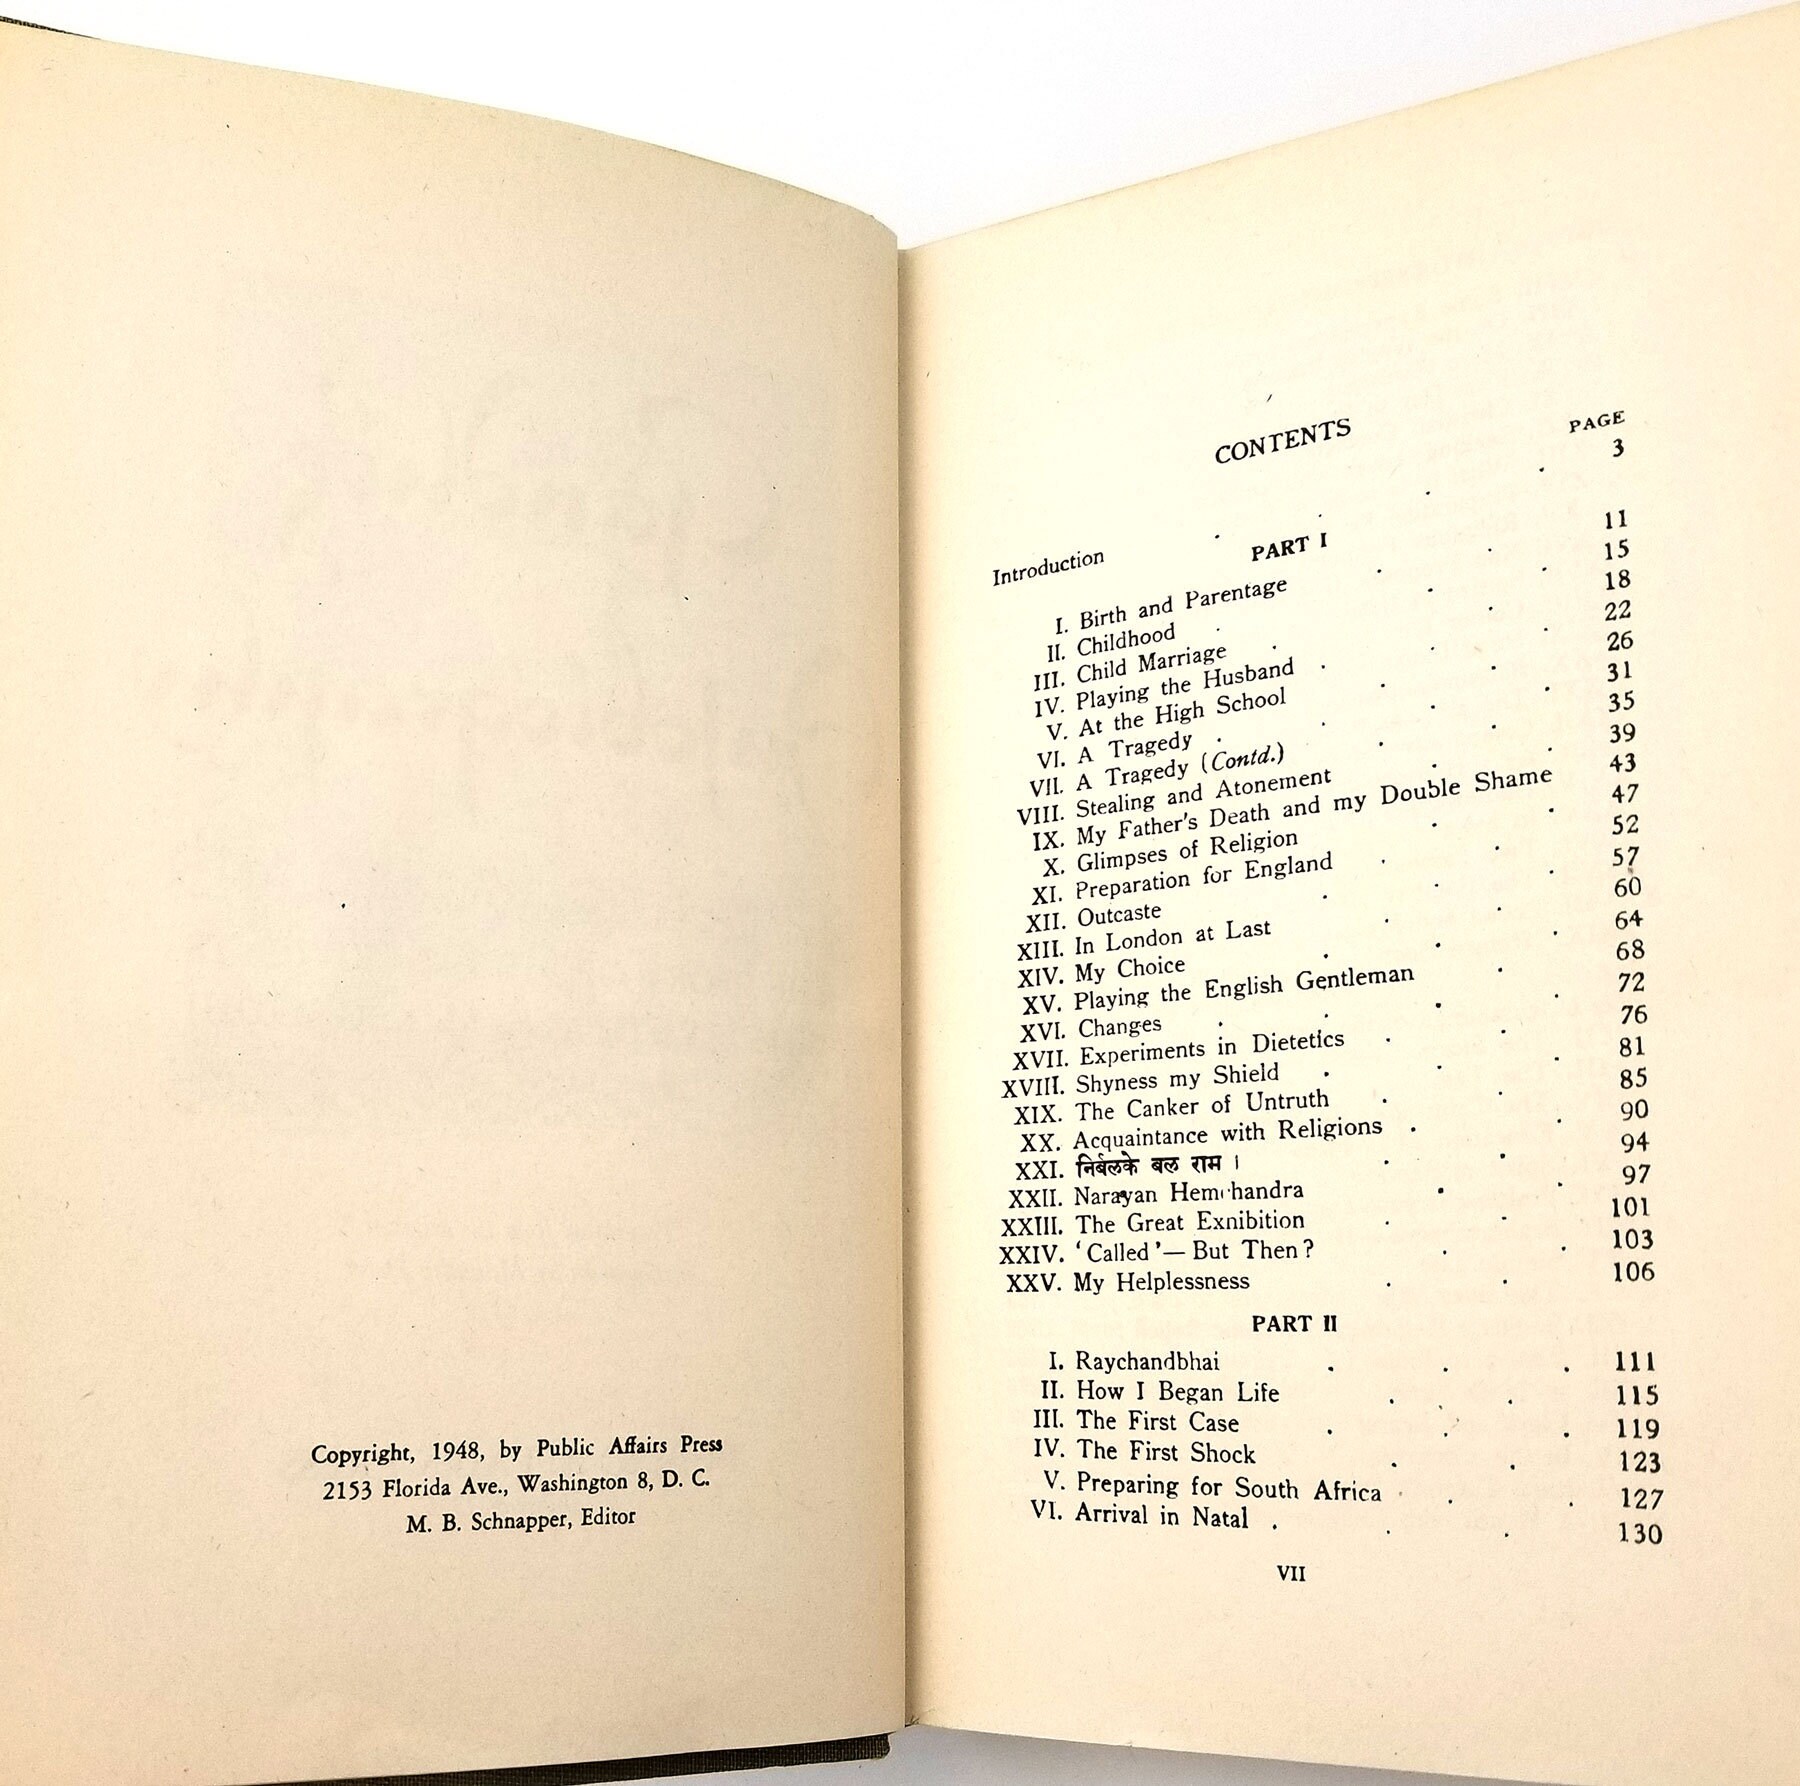 Copyright, 1948, by Public Affairs Press
2153 Florida Ave., Washington 8, D. C.
M. B. Schnapper, Editor
CONTENTS
PAGE
Introduction . . . . 3
PART I
I. Birth and Parentage . . 11
II. Childhood . . . 15
III. Child Marriage . . . 18
IV. Playing the Husband . . . 22
V. At the High School . . 26
VI. A Tragedy . . . . 31
VII. A Tragedy (Contd.) . . 35
VIII. Stealing and Atonement . . 39
IX. My Father's Death and my Double Shame 43
X. Glimpses of Religion . . 47
XI. Preparation for England . . 52
XII. Outcaste . . . 57
XIII. In London at Last . . 60
XIV. My Choice . . . 64
XV. Playing the English Gentleman . 68
XVI. Changes . . . . 72
XVII. Experiments in Dietetics . . 76
XVIII. Shyness my Shield . . . 81
XIX. The Canker of Untruth . . 85
XX. Acquaintance with Religions . . 90
XXI. निर्बलके बल राम । . . 94
XXII. Narayan Hemchandra . . 97
XXIII. The Great Exhibition . . 101
XXIV. 'Called'—But Then? . . 103
XXV. My Helplessness . . 106
PART II
I. Raychandbhai . . . 111
II. How I Began Life . . 115
III. The First Case . . . 119
IV. The First Shock . . 123
V. Preparing for South Africa . . . 127
VI. Arrival in Natal . . . 130
VII